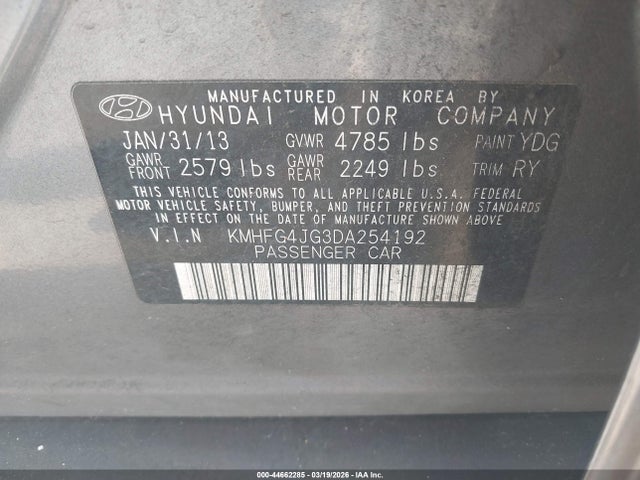 MANUFACTURED IN KOREA BY
HYUNDAI MOTOR COMPANY
JAN/31/13 GVWR 4785 lbs PAINT YDG
GAWR FRONT 2579 lbs GAWR REAR 2249 lbs TRIM RY
THIS VEHICLE CONFORMS TO ALL APPLICABLE U.S.A. FEDERAL
MOTOR VEHICLE SAFETY, BUMPER, AND THEFT PREVENTION STANDARDS
IN EFFECT ON THE DATE OF MANUFACTURE SHOWN ABOVE.
V.I.N KMHFG4JG3DA254192
PASSENGER CAR
000-44662285 | 03/19/2026 | IAA Inc.